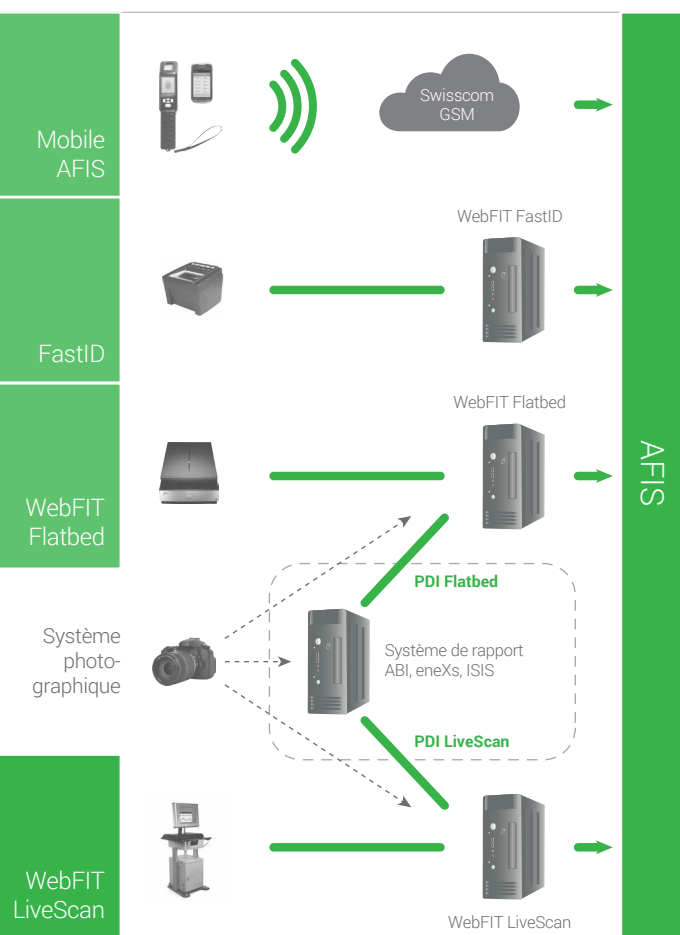 Mobile
AFIS
Swisscom
GSM
WebFIT FastID
FastID
WebFIT Flatbed
WebFIT
Flatbed
AFIS
PDI Flatbed
Système
photo-
graphique
Système de rapport
ABI, eneXs, ISIS
PDI LiveScan
WebFIT
LiveScan
WebFIT LiveScan